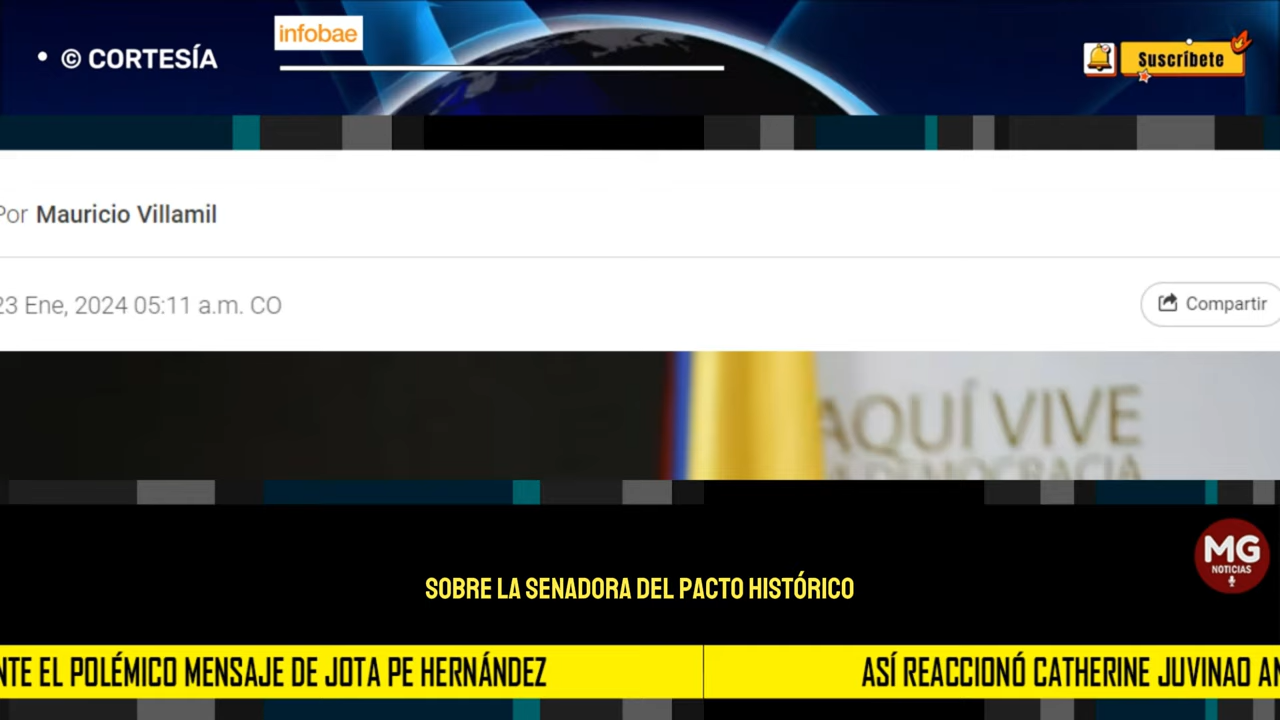 • © CORTESÍA
infobae
Suscríbete
Por Mauricio Villamil
23 Ene, 2024 05:11 a.m. CO
Compartir
AQUÍ VIVE
DEMOCRACIA
MG
NOTICIAS
SOBRE LA SENADORA DEL PACTO HISTÓRICO
NTE EL POLÉMICO MENSAJE DE JOTA PE HERNÁNDEZ
ASÍ REACCIONÓ CATHERINE JUVINAO AN